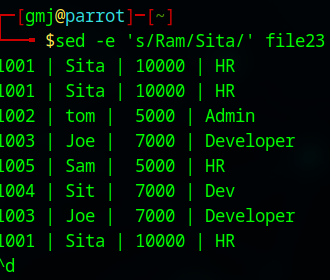 [gmj@parrot]─[~]
$sed -e 's/Ram/Sita/' file23
1001 | Sita | 10000 | HR
1001 | Sita | 10000 | HR
1002 | tom |  5000 | Admin
1003 | Joe |  7000 | Developer
1005 | Sam |  5000 | HR
1004 | Sit |  7000 | Dev
1003 | Joe |  7000 | Developer
1001 | Sita | 10000 | HR
^d